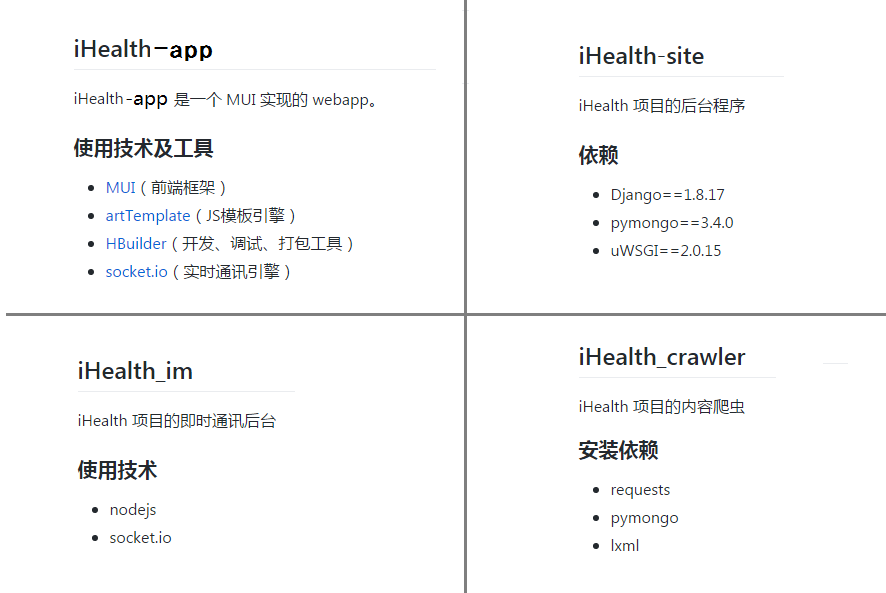 iHealth-app
iHealth-app 是一个 MUI 实现的 webapp。
使用技术及工具
MUI（前端框架）
artTemplate（JS模板引擎）
HBuilder（开发、调试、打包工具）
socket.io（实时通讯引擎）
iHealth-site
iHealth 项目的后台程序
依赖
Django==1.8.17
pymongo==3.4.0
uWSGI==2.0.15
iHealth_im
iHealth 项目的即时通讯后台
使用技术
nodejs
socket.io
iHealth_crawler
iHealth 项目的内容爬虫
安装依赖
requests
pymongo
lxml